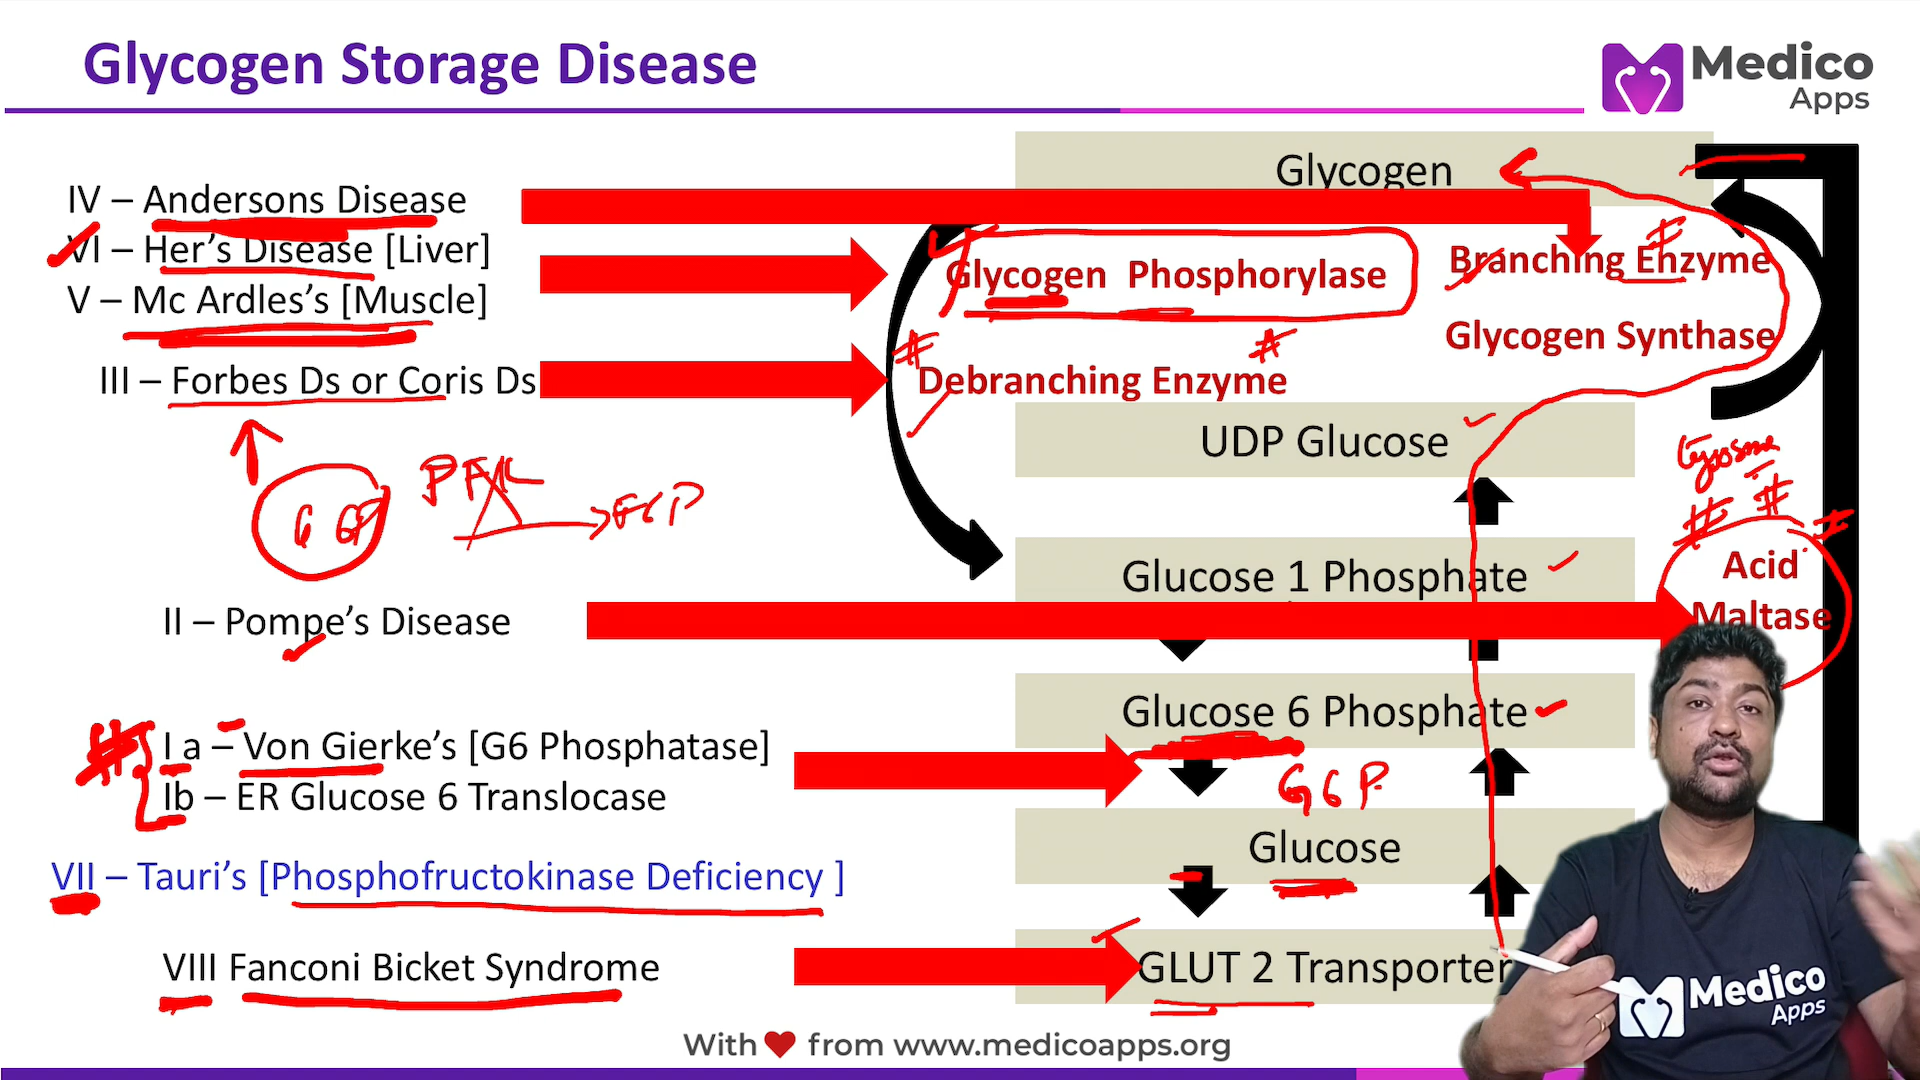 Glycogen Storage Disease
Medico
Apps
IV – Andersons Disease
VI – Her's Disease [Liver]
V – Mc Ardles's [Muscle]
III – Forbes Ds or Coris Ds
II – Pompe's Disease
I a – Von Gierke's [G6 Phosphatase]
Ib – ER Glucose 6 Translocase
VII – Tauri's [Phosphofructokinase Deficiency ]
VIII Fanconi Bicket Syndrome
Glycogen
Glycogen Phosphorylase
Branching Enzyme
Glycogen Synthase
Debranching Enzyme
UDP Glucose
Glucose 1 Phosphate
Acid
Maltase
Glucose 6 Phosphate
G6P
Glucose
GLUT 2 Transporter
Medico
Apps
With ❤ from www.medicoapps.org